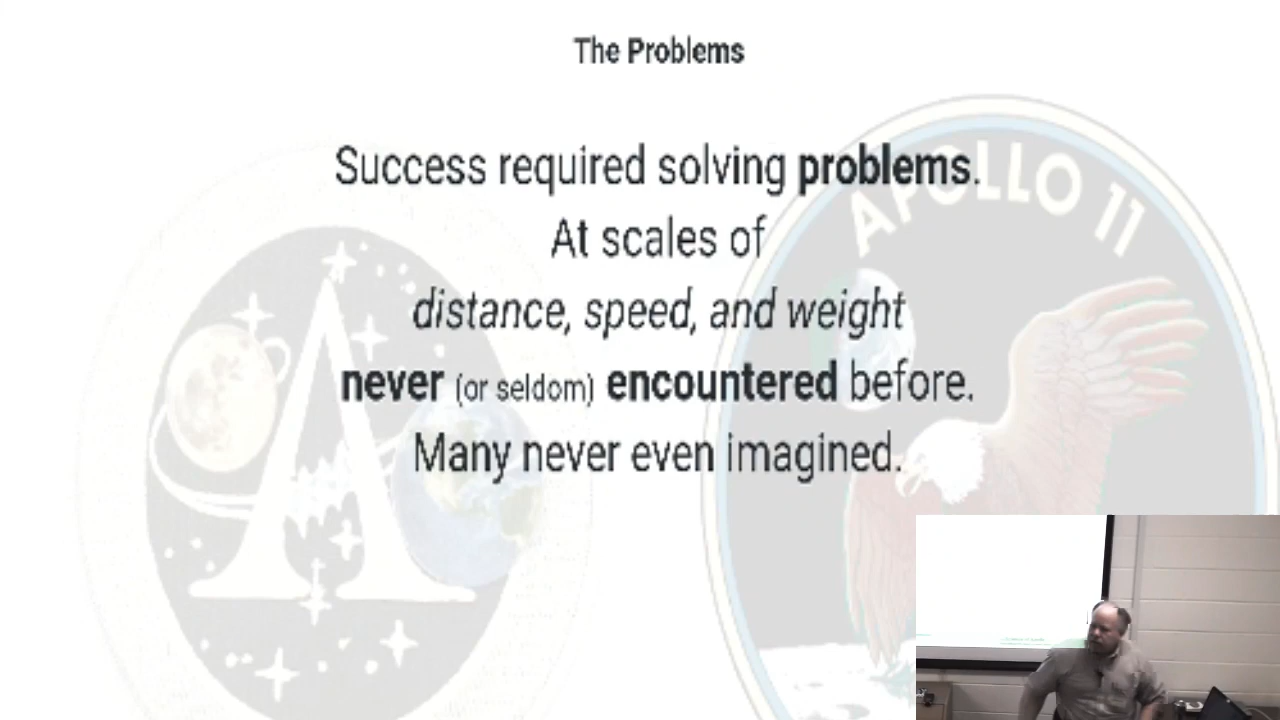 The Problems
Success required solving problems.
At scales of
distance, speed, and weight
never (or seldom) encountered before.
Many never even imagined.
APOLLO 11